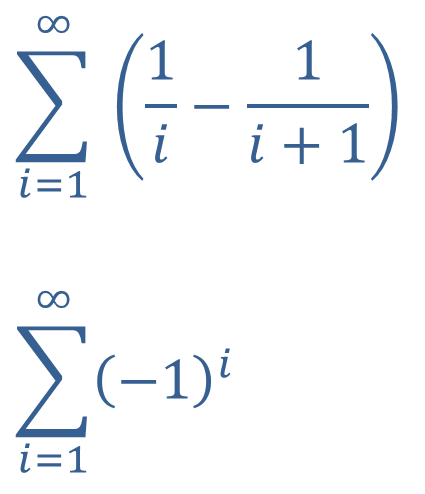 ∞
∑ (1/i − 1/(i + 1))
i=1
∞
∑ (−1)^i
i=1